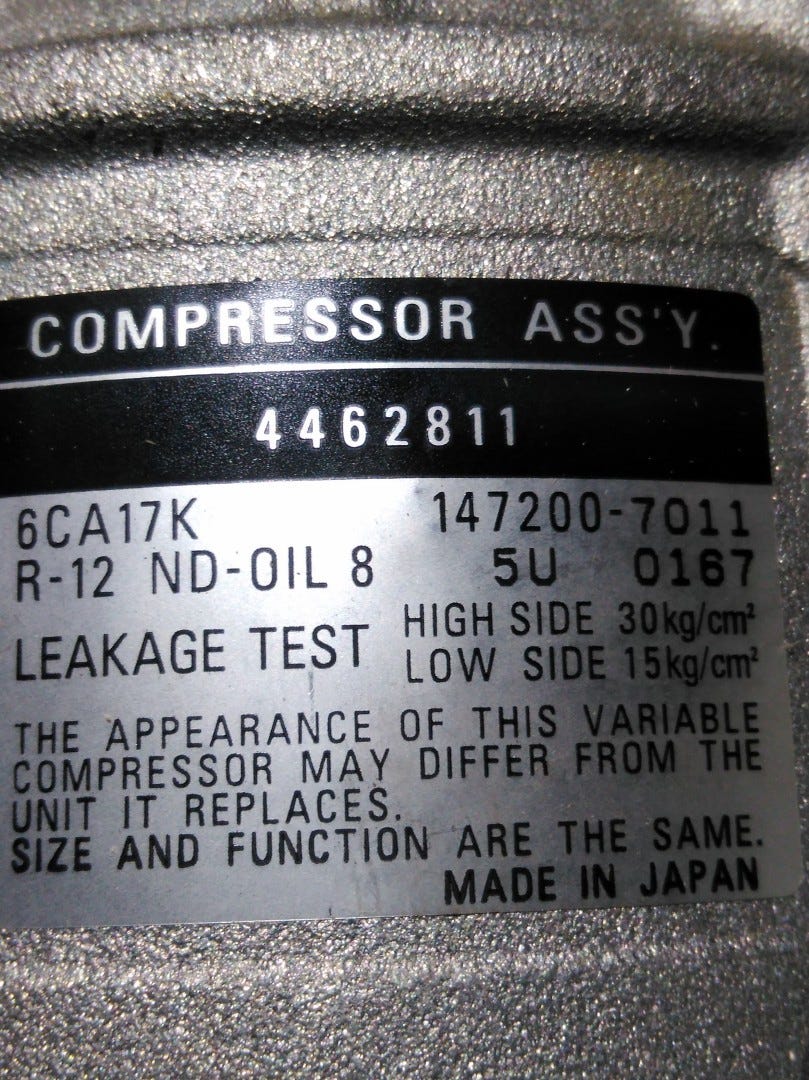 COMPRESSOR ASS'Y.
4462811
6CA17K 147200-7011
R-12 ND-OIL 8 5U 0167
LEAKAGE TEST HIGH SIDE 30kg/cm²
LOW SIDE 15kg/cm²
THE APPEARANCE OF THIS VARIABLE
COMPRESSOR MAY DIFFER FROM THE
UNIT IT REPLACES.
SIZE AND FUNCTION ARE THE SAME.
MADE IN JAPAN